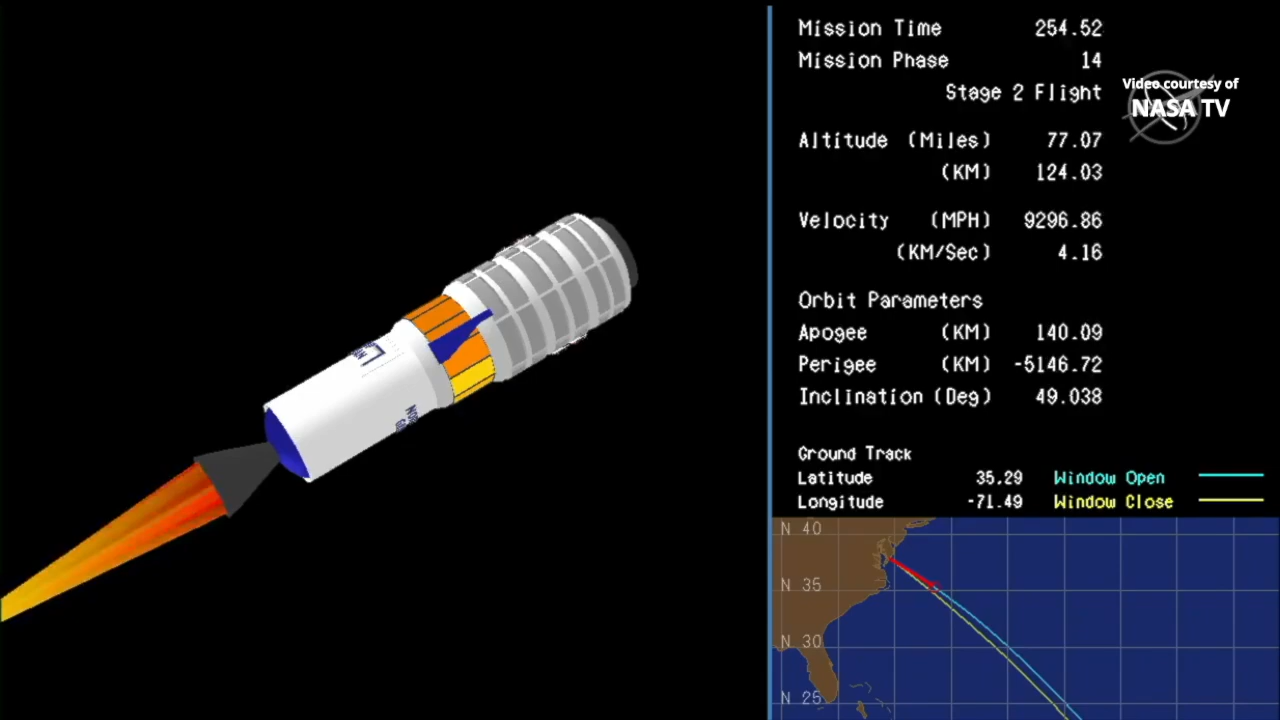 Mission Time 254.52
Mission Phase 14
Stage 2 Flight
Video courtesy of
NASA TV
Altitude (Miles) 77.07
(KM) 124.03
Velocity (MPH) 9296.86
(KM/Sec) 4.16
Orbit Parameters
Apogee (KM) 140.09
Perigee (KM) -5146.72
Inclination (Deg) 49.038
Ground Track
Latitude 35.29 Window Open
Longitude -71.49 Window Close
N 40
N 35
N 30
N 25